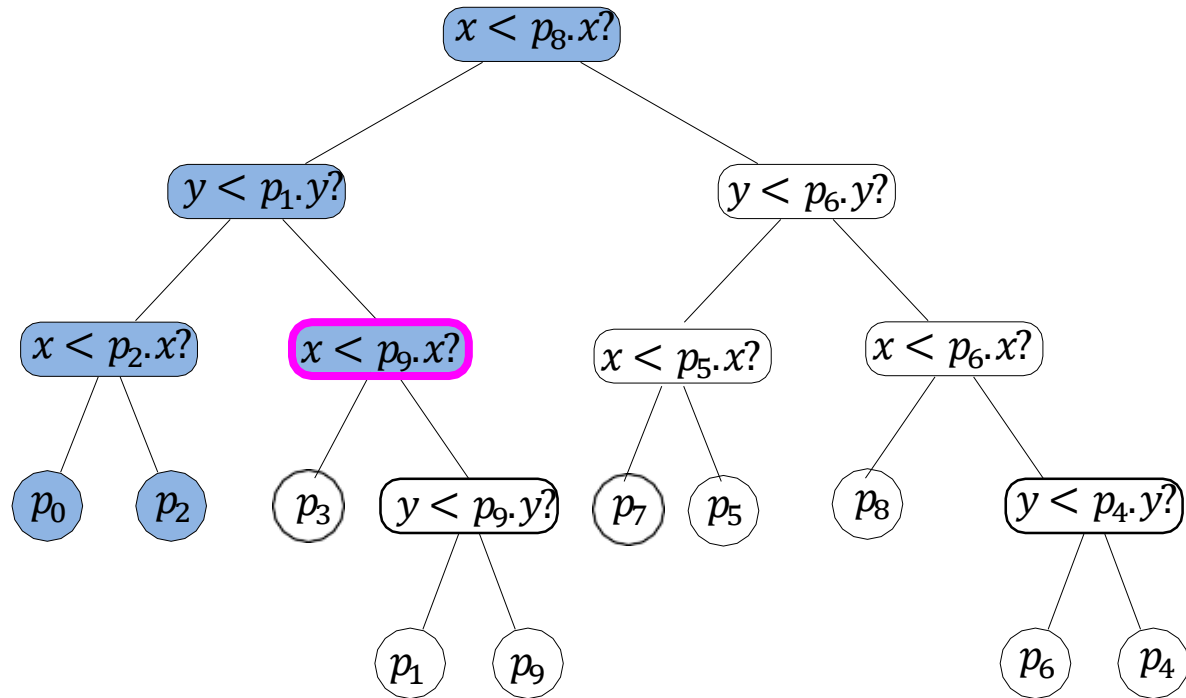 x < p₈.x?
y < p₁.y?
y < p₆.y?
x < p₂.x?
x < p₉.x?
x < p₅.x?
x < p₆.x?
p₀
p₂
p₃
y < p₉.y?
p₇
p₅
p₈
y < p₄.y?
p₁
p₉
p₆
p₄